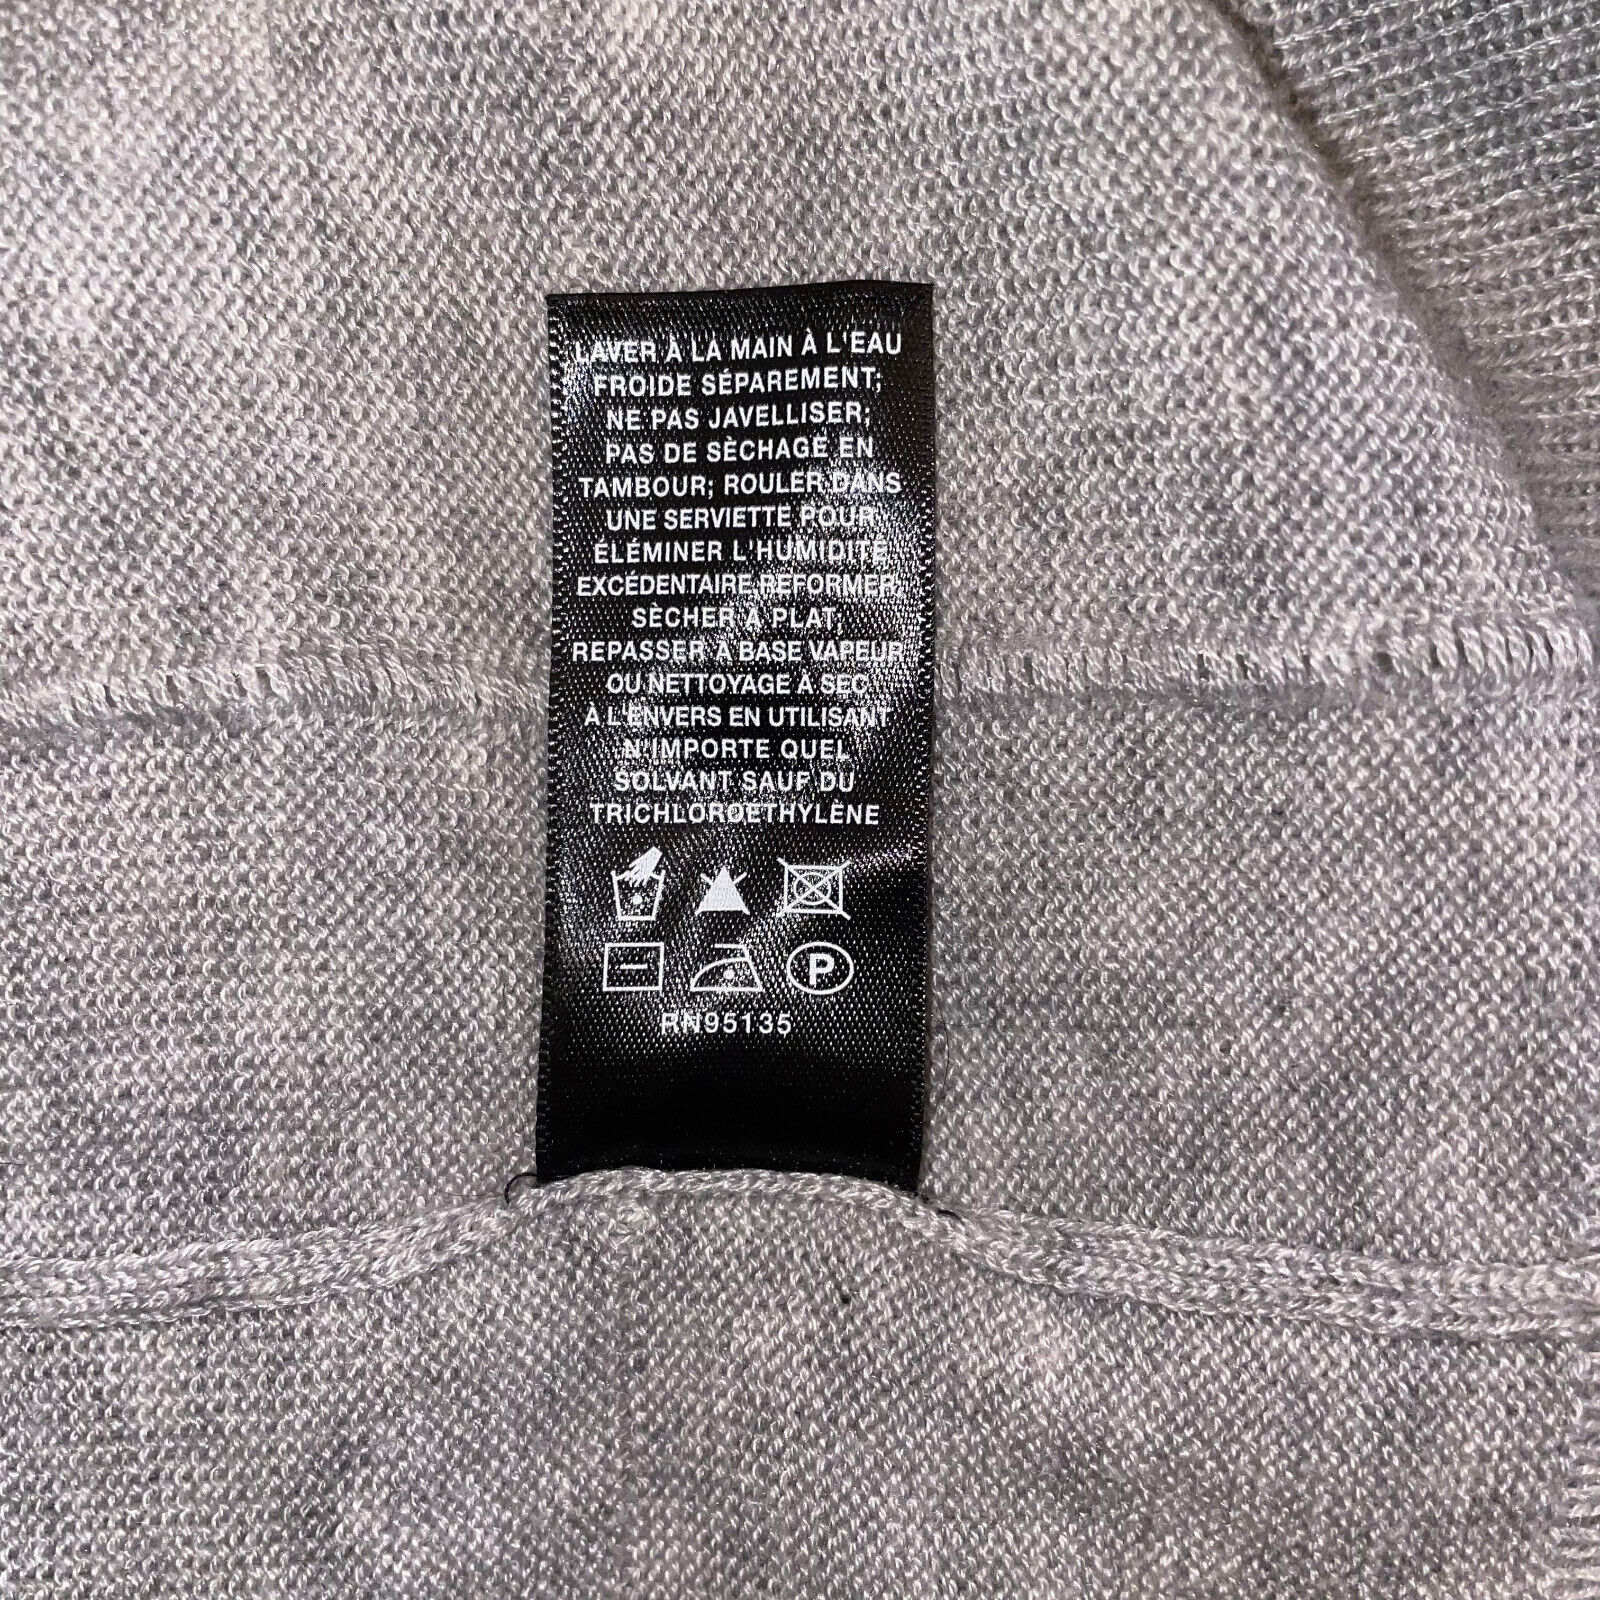 LAVER À LA MAIN À L'EAU
FROIDE SÉPAREMENT;
NE PAS JAVELLISER;
PAS DE SÈCHAGE EN
TAMBOUR; ROULER DANS
UNE SERVIETTE POUR
ÉLÉMINER L'HUMIDITÉ
EXCÉDENTAIRE REFORMER,
SÈCHER À PLAT,
REPASSER À BASE VAPEUR
OU NETTOYAGE À SEC
À L'ENVERS EN UTILISANT
N'IMPORTE QUEL
SOLVANT SAUF DU
TRICHLOROETHYLÈNE
P
RN95135